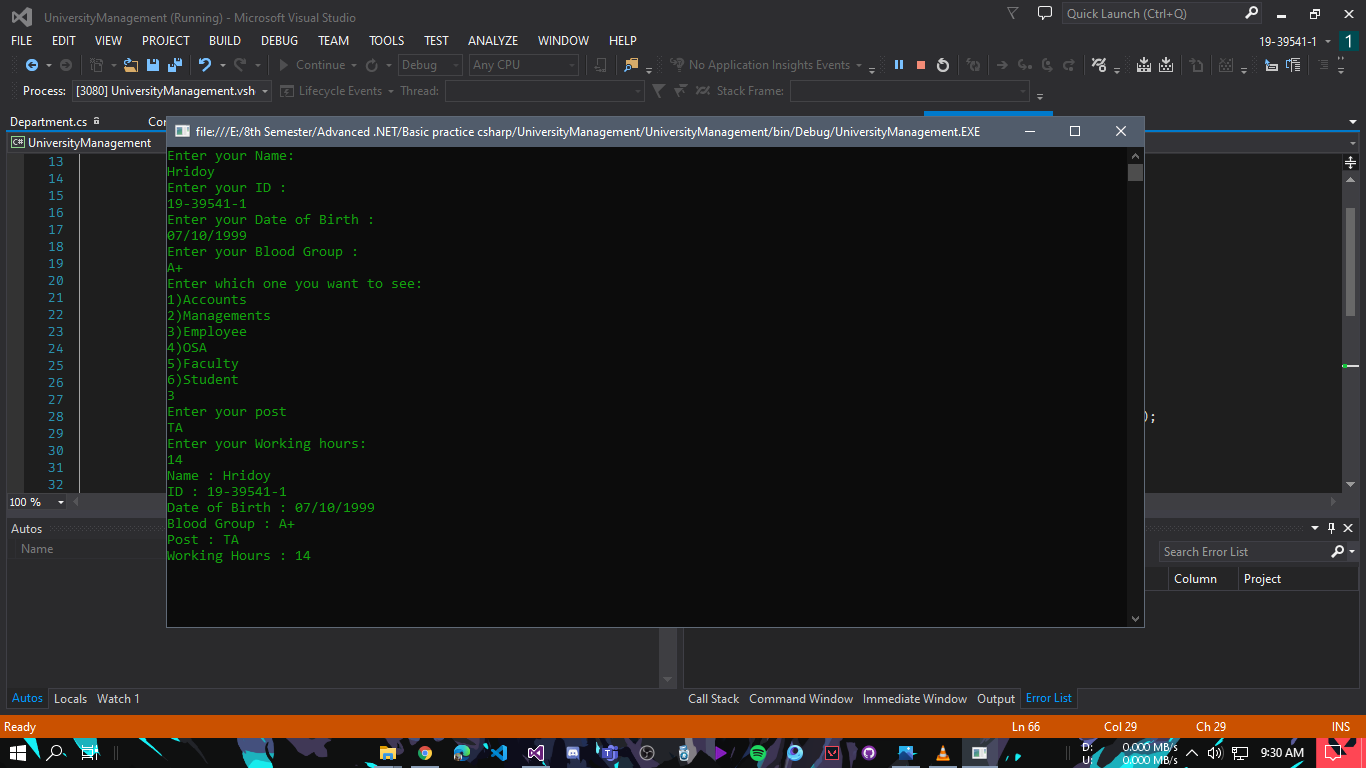 UniversityManagement (Running) - Microsoft Visual Studio
Quick Launch (Ctrl+Q)
FILE EDIT VIEW PROJECT BUILD DEBUG TEAM TOOLS TEST ANALYZE WINDOW HELP
19-39541-1 1
Continue Debug Any CPU No Application Insights Events
Process: [3080] UniversityManagement.vsh Lifecycle Events Thread: Stack Frame:
Department.cs
C# UniversityManagement
file:///E:/8th Semester/Advanced .NET/Basic practice csharp/UniversityManagement/UniversityManagement/bin/Debug/UniversityManagement.EXE
13
14
15
16
17
18
19
20
21
22
23
24
25
26
27
28
29
30
31
32
Enter your Name:
Hridoy
Enter your ID :
19-39541-1
Enter your Date of Birth :
07/10/1999
Enter your Blood Group :
A+
Enter which one you want to see:
1)Accounts
2)Managements
3)Employee
4)OSA
5)Faculty
6)Student
3
Enter your post
TA
Enter your Working hours:
14
Name : Hridoy
ID : 19-39541-1
Date of Birth : 07/10/1999
Blood Group : A+
Post : TA
Working Hours : 14
);
100 %
Autos
Name
Search Error List
Column Project
Autos Locals Watch 1
Call Stack Command Window Immediate Window Output Error List
Ready Ln 66 Col 29 Ch 29 INS
D: 0.000 MB/s
U: 0.000 MB/s
9:30 AM